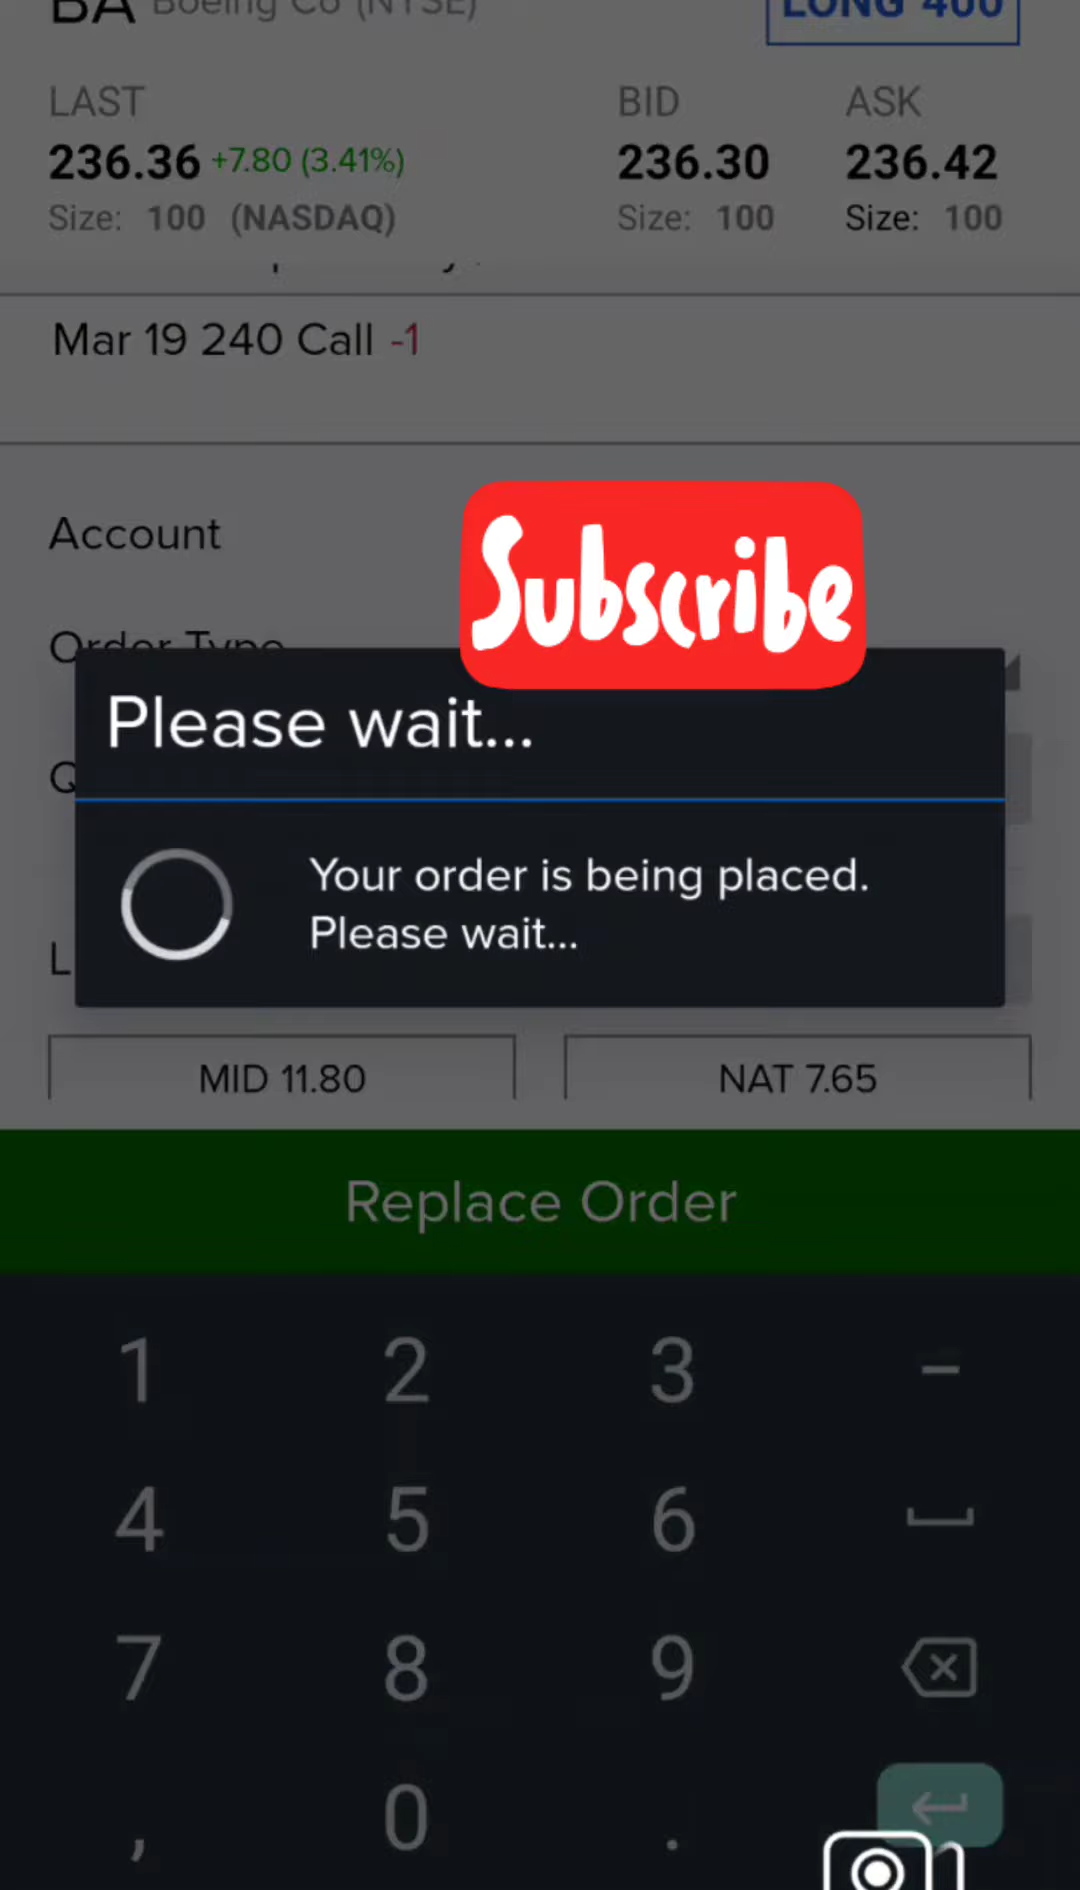 BA Boeing Co (NYSE)
LONG 400
LAST BID ASK
236.36 +7.80 (3.41%) 236.30 236.42
Size: 100 (NASDAQ) Size: 100 Size: 100
Mar 19 240 Call -1
Account
Subscribe
Order Type
Please wait...
Your order is being placed.
Please wait...
MID 11.80 NAT 7.65
Replace Order
1 2 3 -
4 5 6
7 8 9
, 0 .